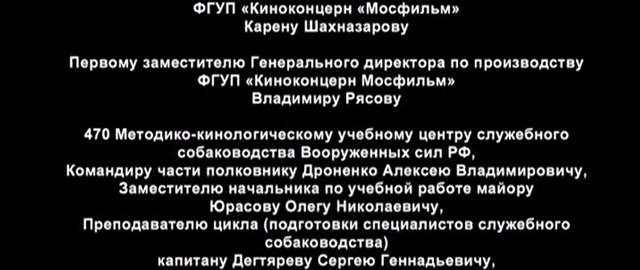 ФГУП «Киноконцерн «Мосфильм»
Карену Шахназарову
Первому заместителю Генерального директора по производству
ФГУП «Киноконцерн Мосфильм»
Владимиру Рясову
470 Методико-кинологическому учебному центру служебного
собаководства Вооруженных сил РФ,
Командиру части полковнику Дроненко Алексею Владимировичу,
Заместителю начальника по учебной работе майору
Юрасову Олегу Николаевичу,
Преподавателю цикла (подготовки специалистов служебного
собаководства)
капитану Дегтяреву Сергею Геннадьевичу,